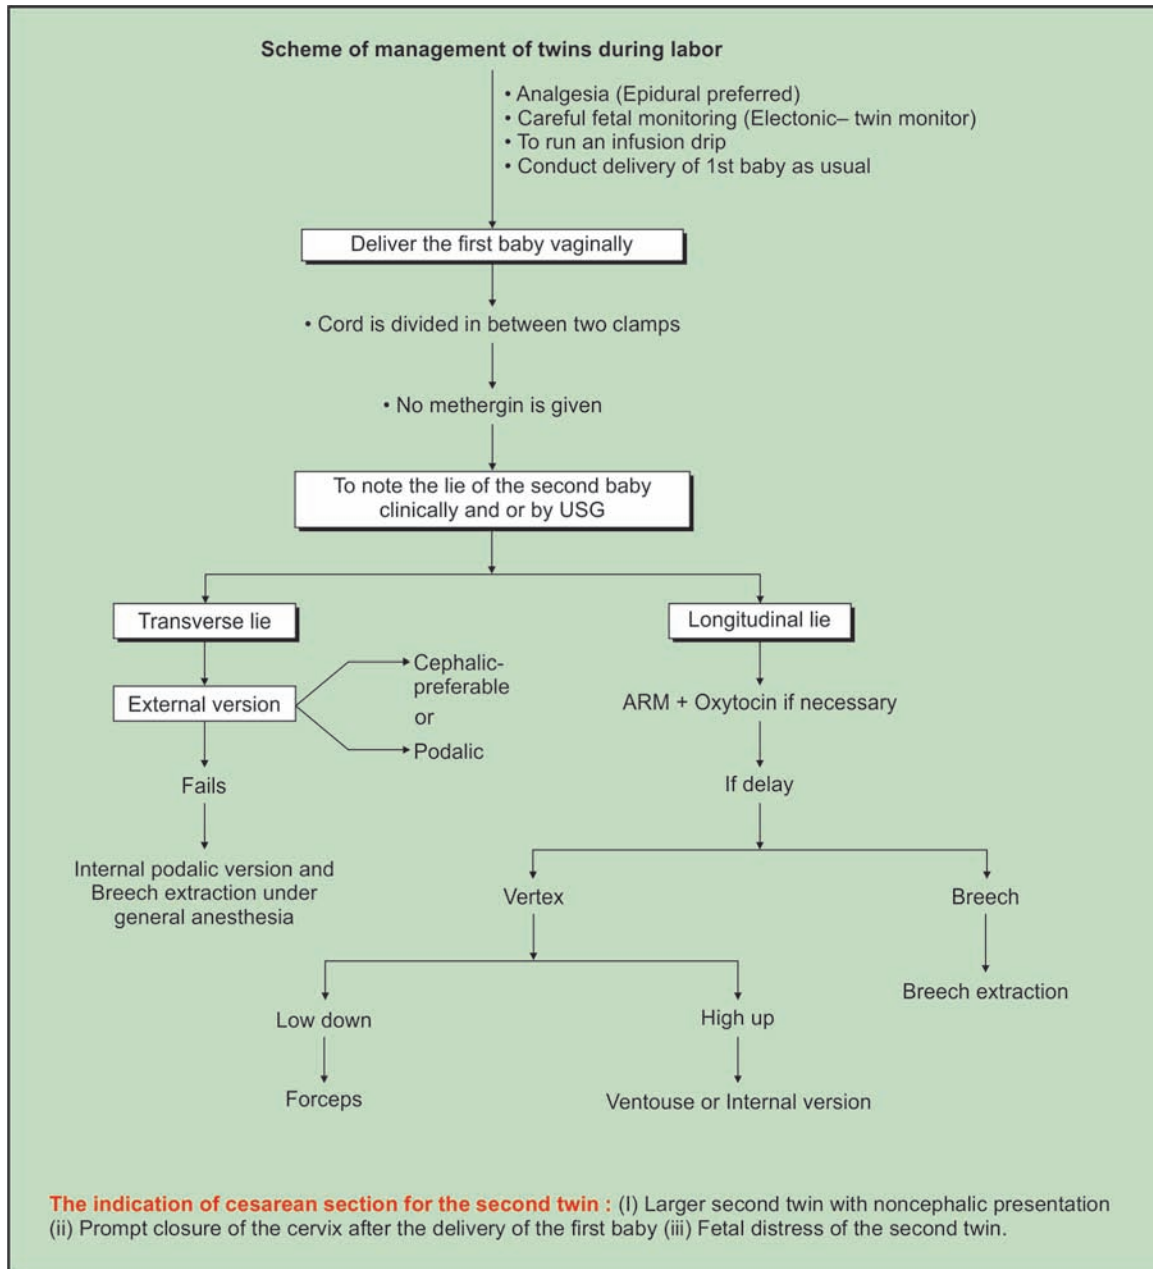 Scheme of management of twins during labor
• Analgesia (Epidural preferred)
• Careful fetal monitoring (Electonic– twin monitor)
• To run an infusion drip
• Conduct delivery of 1st baby as usual
Deliver the first baby vaginally
• Cord is divided in between two clamps
• No methergin is given
To note the lie of the second baby
clinically and or by USG
Transverse lie
Longitudinal lie
External version
Cephalic-
preferable
or
Podalic
ARM + Oxytocin if necessary
Fails
If delay
Internal podalic version and
Breech extraction under
general anesthesia
Vertex
Breech
Low down
High up
Breech extraction
Forceps
Ventouse or Internal version
The indication of cesarean section for the second twin : (I) Larger second twin with noncephalic presentation
(ii) Prompt closure of the cervix after the delivery of the first baby (iii) Fetal distress of the second twin.